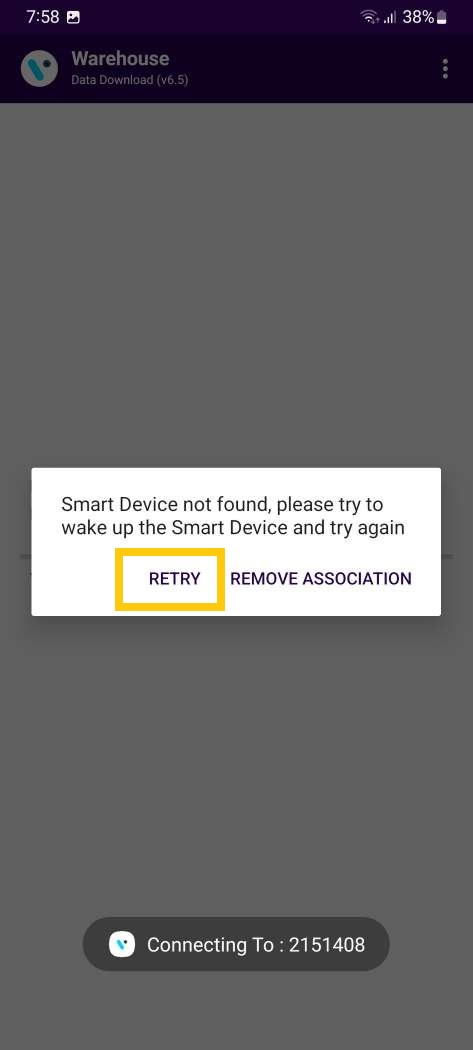 7:58 38%
Warehouse
Data Download (v6.5)
Smart Device not found, please try to
wake up the Smart Device and try again
RETRY REMOVE ASSOCIATION
Connecting To : 2151408